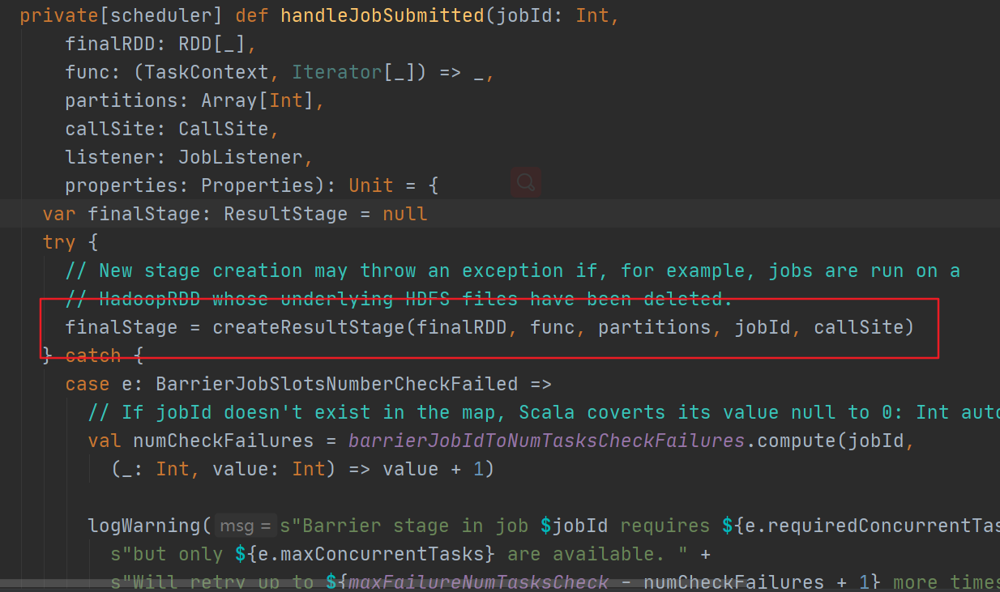 private[scheduler] def handleJobSubmitted(jobId: Int,
finalRDD: RDD[_],
func: (TaskContext, Iterator[_]) => _,
partitions: Array[Int],
callSite: CallSite,
listener: JobListener,
properties: Properties): Unit = {
var finalStage: ResultStage = null
try {
// New stage creation may throw an exception if, for example, jobs are run on a
// HadoopRDD whose underlying HDFS files have been deleted.
finalStage = createResultStage(finalRDD, func, partitions, jobId, callSite)
} catch {
case e: BarrierJobSlotsNumberCheckFailed =>
// If jobId doesn't exist in the map, Scala coverts its value null to 0: Int auto
val numCheckFailures = barrierJobIdToNumTasksCheckFailures.compute(jobId,
(_: Int, value: Int) => value + 1)
logWarning( msg = s"Barrier stage in job $jobId requires ${e.requiredConcurrentTas
s"but only ${e.maxConcurrentTasks} are available. " +
s"Will retry up to ${maxFailureNumTasksCheck - numCheckFailures + 1} more times